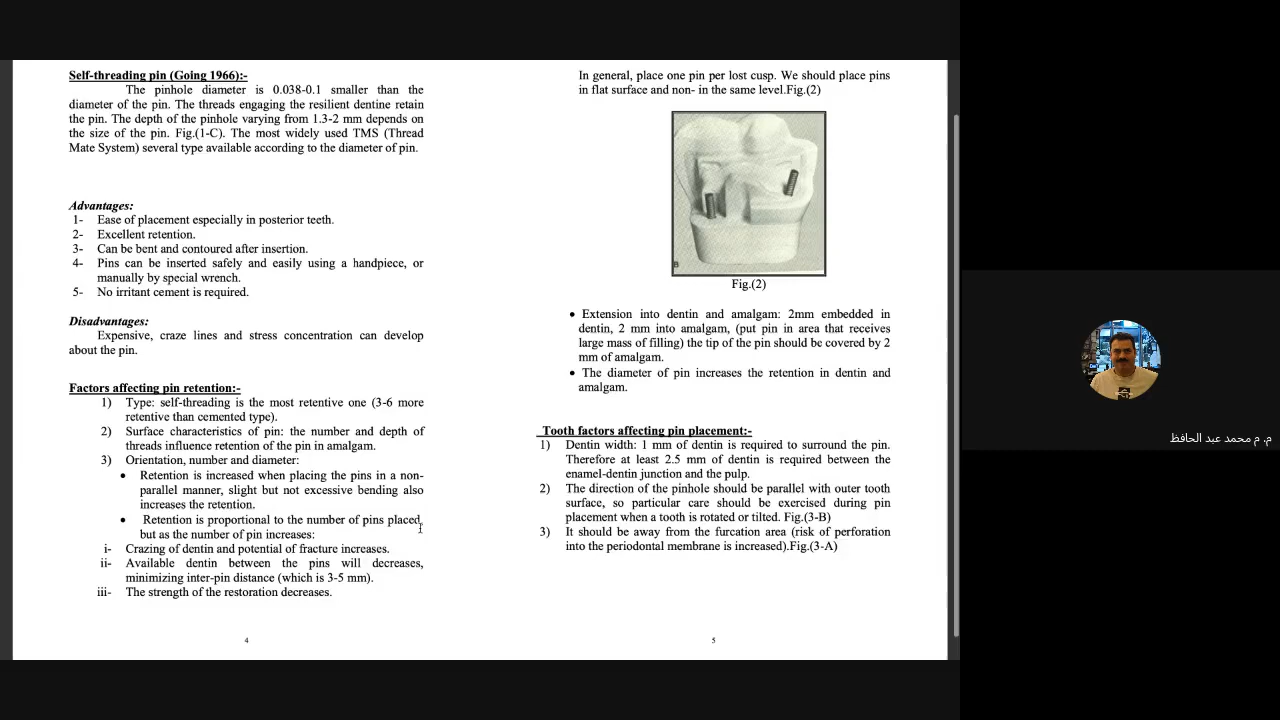 Self-threading pin (Going 1966):-
The pinhole diameter is 0.038-0.1 smaller than the
diameter of the pin. The threads engaging the resilient dentine retain
the pin. The depth of the pinhole varying from 1.3-2 mm depends on
the size of the pin. Fig.(1-C). The most widely used TMS (Thread
Mate System) several type available according to the diameter of pin.
Advantages:
1- Ease of placement especially in posterior teeth.
2- Excellent retention.
3- Can be bent and contoured after insertion.
4- Pins can be inserted safely and easily using a handpiece, or
manually by special wrench.
5- No irritant cement is required.
Disadvantages:
Expensive, craze lines and stress concentration can develop
about the pin.
Factors affecting pin retention:-
1) Type: self-threading is the most retentive one (3-6 more
retentive than cemented type).
2) Surface characteristics of pin: the number and depth of
threads influence retention of the pin in amalgam.
3) Orientation, number and diameter:
• Retention is increased when placing the pins in a non-
parallel manner, slight but not excessive bending also
increases the retention.
• Retention is proportional to the number of pins placed,
but as the number of pin increases:
i- Crazing of dentin and potential of fracture increases.
ii- Available dentin between the pins will decreases,
minimizing inter-pin distance (which is 3-5 mm).
iii- The strength of the restoration decreases.
4
In general, place one pin per lost cusp. We should place pins
in flat surface and non- in the same level.Fig.(2)
B
Fig.(2)
• Extension into dentin and amalgam: 2mm embedded in
dentin, 2 mm into amalgam, (put pin in area that receives
large mass of filling) the tip of the pin should be covered by 2
mm of amalgam.
• The diameter of pin increases the retention in dentin and
amalgam.
Tooth factors affecting pin placement:-
1) Dentin width: 1 mm of dentin is required to surround the pin.
Therefore at least 2.5 mm of dentin is required between the
enamel-dentin junction and the pulp.
2) The direction of the pinhole should be parallel with outer tooth
surface, so particular care should be exercised during pin
placement when a tooth is rotated or tilted. Fig.(3-B)
3) It should be away from the furcation area (risk of perforation
into the periodontal membrane is increased).Fig.(3-A)
5
م. م محمد عبد الحافظ